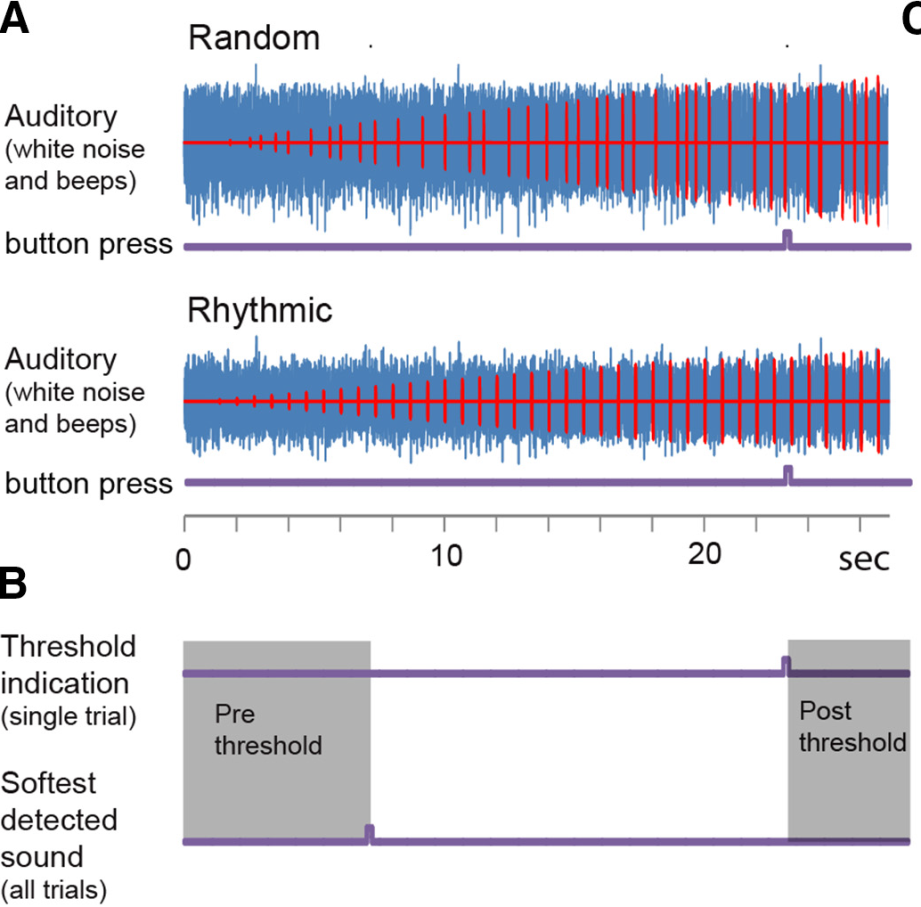 A
C
Random
Auditory
(white noise
and beeps)
button press
Rhythmic
Auditory
(white noise
and beeps)
button press
0 10 20 sec
B
Threshold
indication
(single trial)
Pre
threshold
Post
threshold
Softest
detected
sound
(all trials)